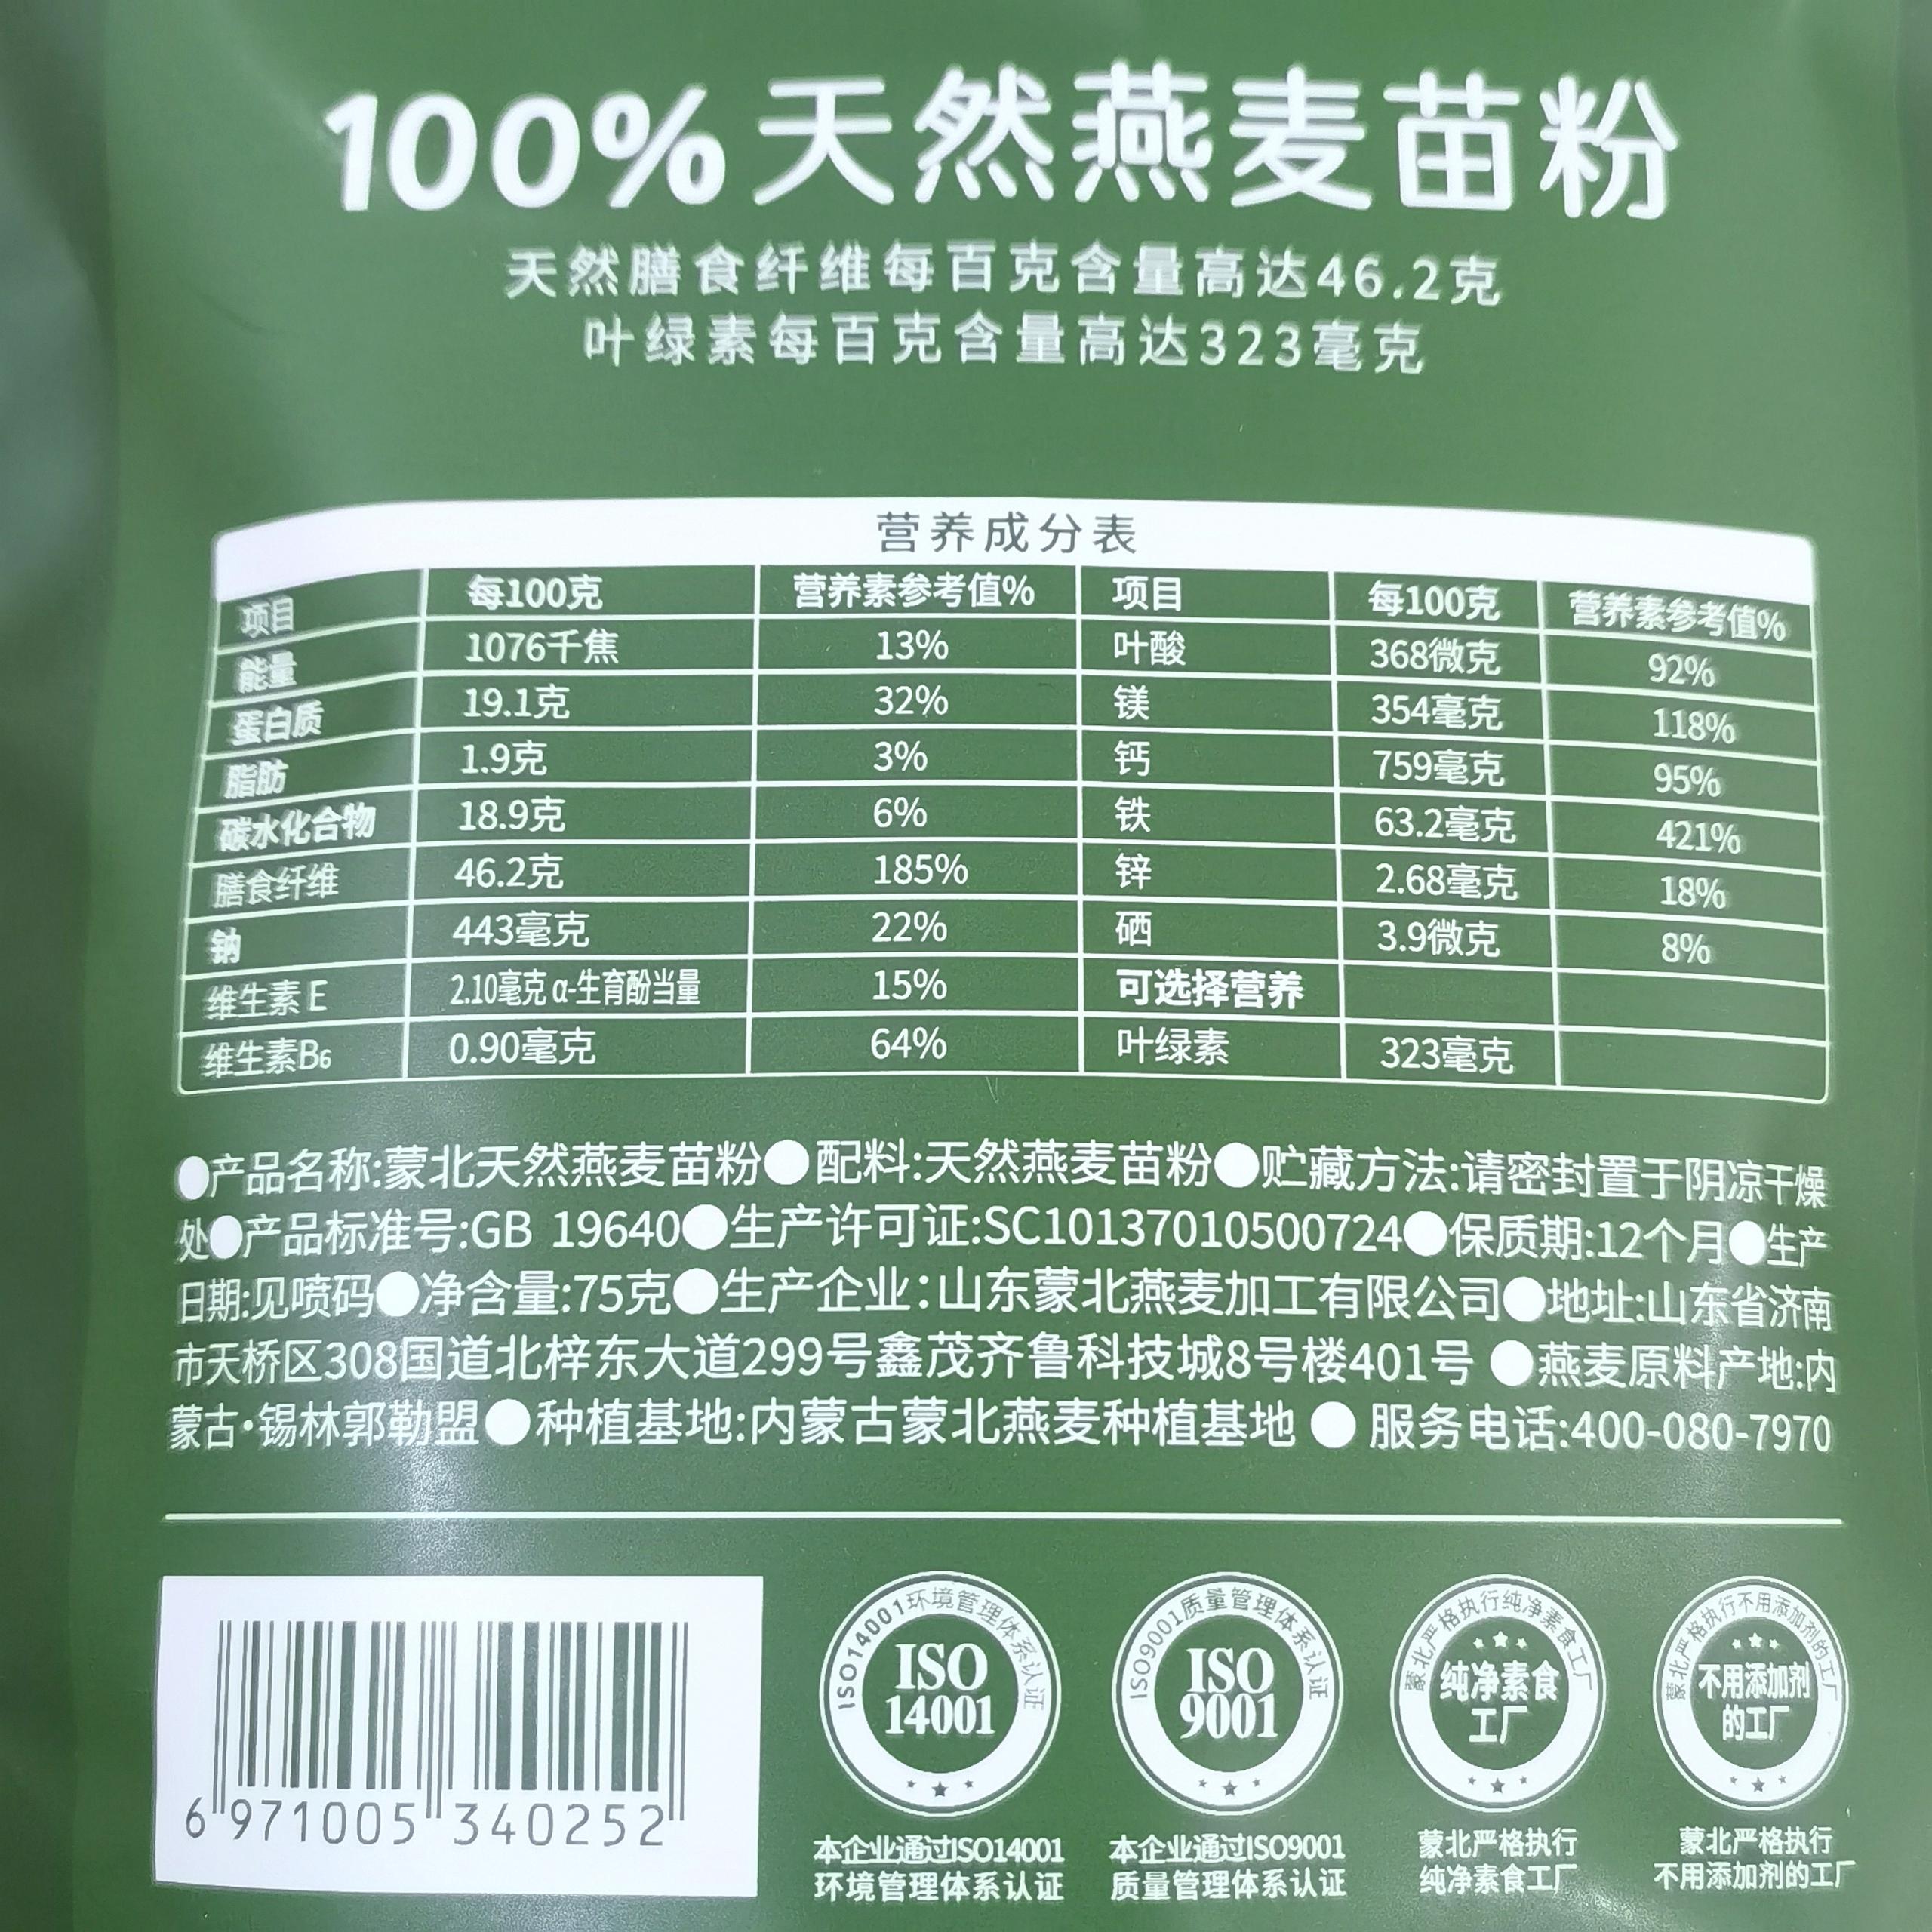 100%天然燕麦苗粉
天然膳食纤维每百克含量高达46.2克
叶绿素每百克含量高达323毫克
营养成分表
项目 每100克 营养素参考值% 项目 每100克 营养素参考值%
能量 1076千焦 13% 叶酸 368微克 92%
蛋白质 19.1克 32% 镁 354毫克 118%
脂肪 1.9克 3% 钙 759毫克 95%
碳水化合物 18.9克 6% 铁 63.2毫克 421%
膳食纤维 46.2克 185% 锌 2.68毫克 18%
钠 443毫克 22% 硒 3.9微克 8%
维生素 E 2.10毫克 α-生育酚当量 15% 可选择营养
维生素B6 0.90毫克 64% 叶绿素 323毫克
●产品名称:蒙北天然燕麦苗粉●配料:天然燕麦苗粉●贮藏方法:请密封置于阴凉干燥
处●产品标准号:GB 19640●生产许可证:SC10137010500724●保质期:12个月●生产
日期:见喷码●净含量:75克●生产企业:山东蒙北燕麦加工有限公司●地址:山东省济南
市天桥区308国道北梓东大道299号鑫茂齐鲁科技城8号楼401号 ●燕麦原料产地:内
蒙古·锡林郭勒盟●种植基地:内蒙古蒙北燕麦种植基地 ● 服务电话:400-080-7970
6 971005 340252
ISO14001环境管理体系认证
ISO
14001
本企业通过ISO14001
环境管理体系认证
ISO9001质量管理体系认证
ISO
9001
本企业通过ISO9001
质量管理体系认证
蒙北严格执行纯净素食工厂
纯净素食
工厂
蒙北严格执行
纯净素食工厂
蒙北严格执行不用添加剂的工厂
不用添加剂
的工厂
蒙北严格执行
不用添加剂的工厂